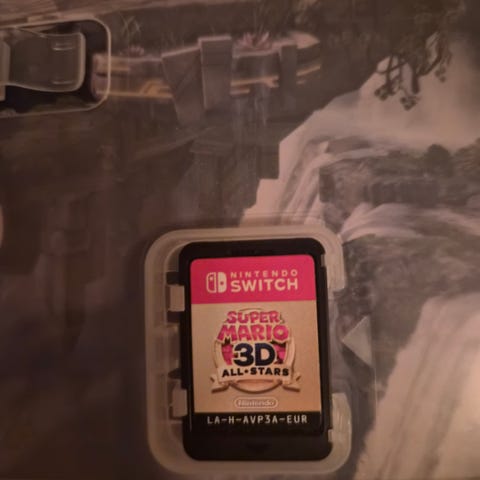 NINTENDO
SWITCH
SUPER
MARIO
3D
ALL★STARS
Nintendo
LA-H-AVP3A-EUR